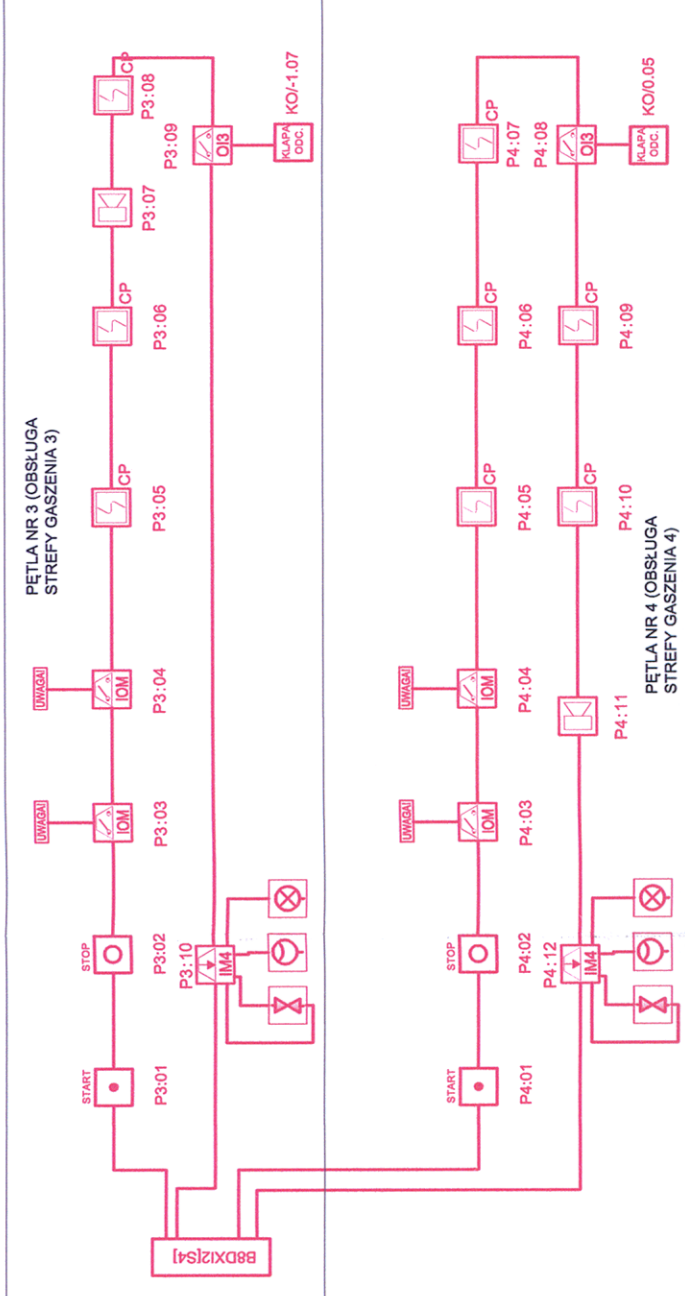 PĘTLA NR 3 (OBSŁUGA
STREFY GASZENIA 3)
UWAGA!
UWAGA!
START
STOP
IOM
IOM
CP
CP
CP
P3:01
P3:02
P3:03
P3:04
P3:05
P3:06
P3:07
P3:08
P3:10
IM4
P3:09
OI3
KLAPA
ODC.
KO/-1.07
B8DXI2[S4]
UWAGA!
UWAGA!
START
STOP
IOM
IOM
CP
CP
CP
P4:01
P4:02
P4:03
P4:04
P4:05
P4:06
P4:07
P4:12
IM4
CP
CP
P4:08
OI3
P4:11
P4:10
P4:09
KLAPA
ODC.
KO/0.05
PĘTLA NR 4 (OBSŁUGA
STREFY GASZENIA 4)